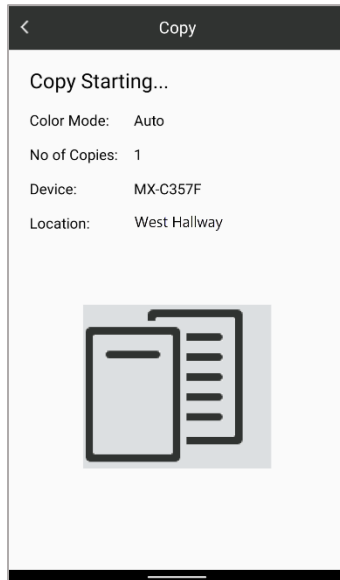 Copy
Copy Starting...
Color Mode: Auto
No of Copies: 1
Device: MX-C357F
Location: West Hallway